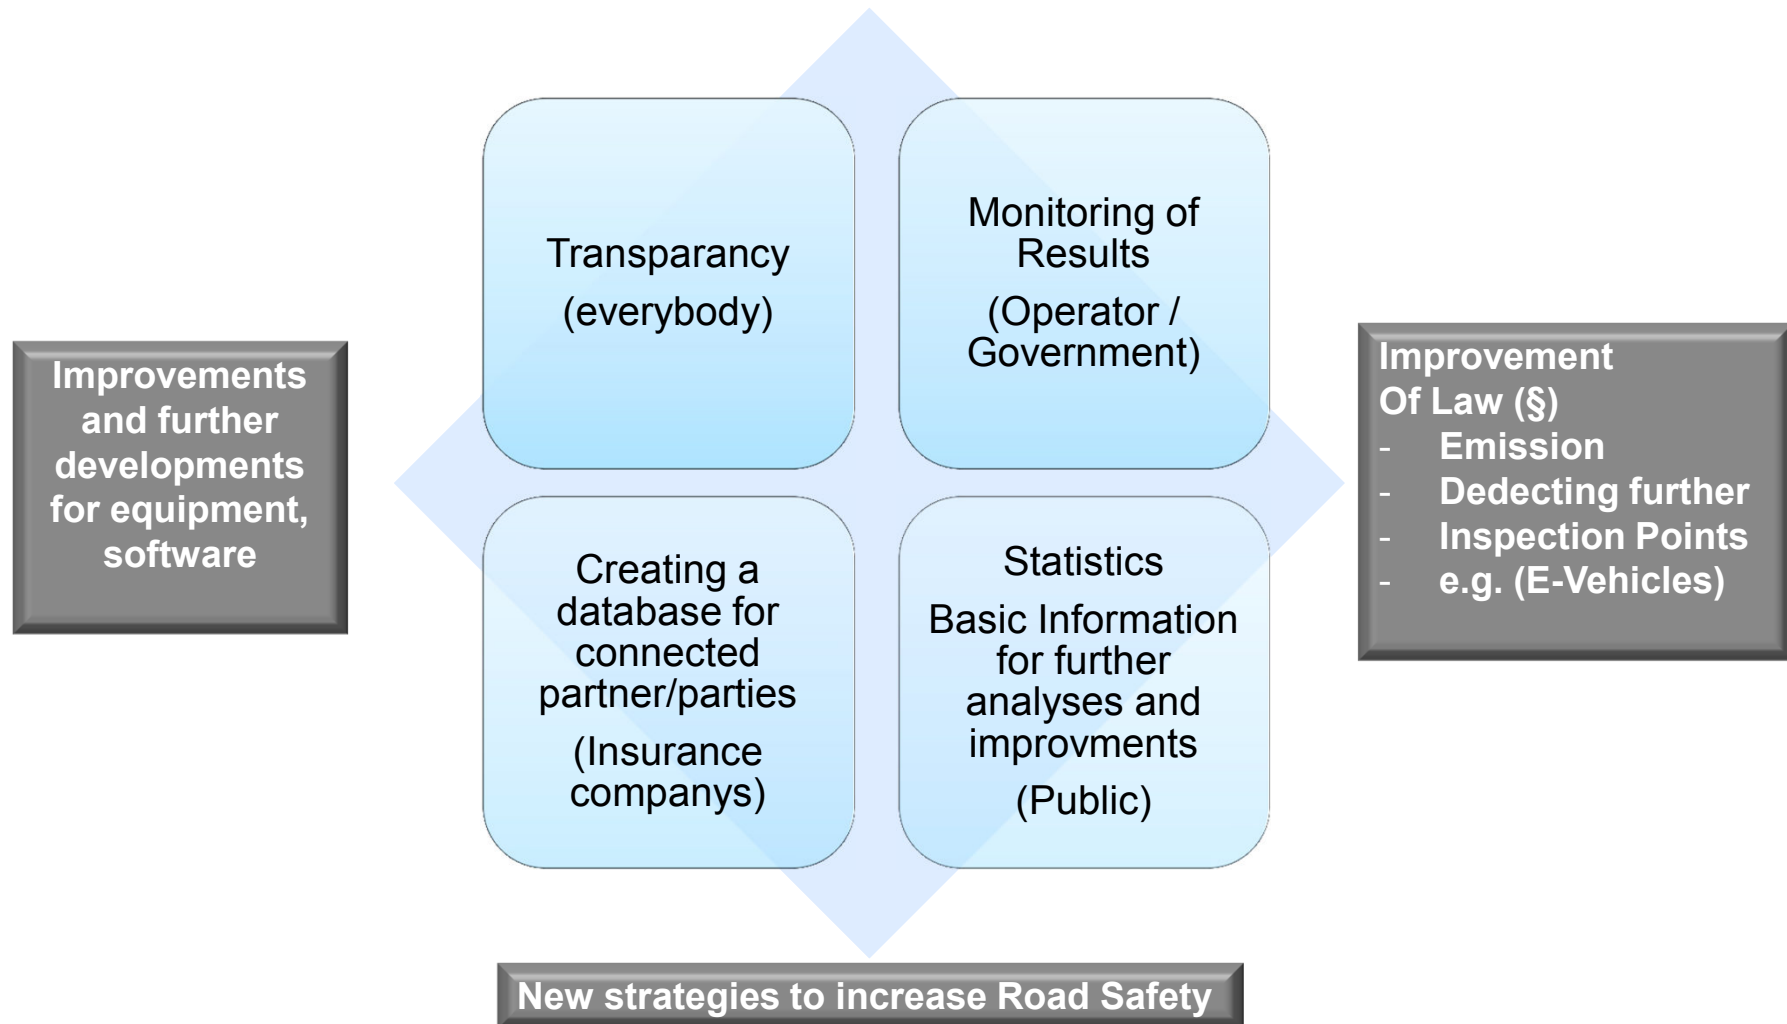 Transparancy
(everybody)
Monitoring of
Results
(Operator /
Government)
Improvements
and further
developments
for equipment,
software
Improvement
Of Law (§)
- Emission
- Dedecting further
- Inspection Points
- e.g. (E-Vehicles)
Creating a
database for
connected
partner/parties
(Insurance
companys)
Statistics
Basic Information
for further
analyses and
improvments
(Public)
New strategies to increase Road Safety